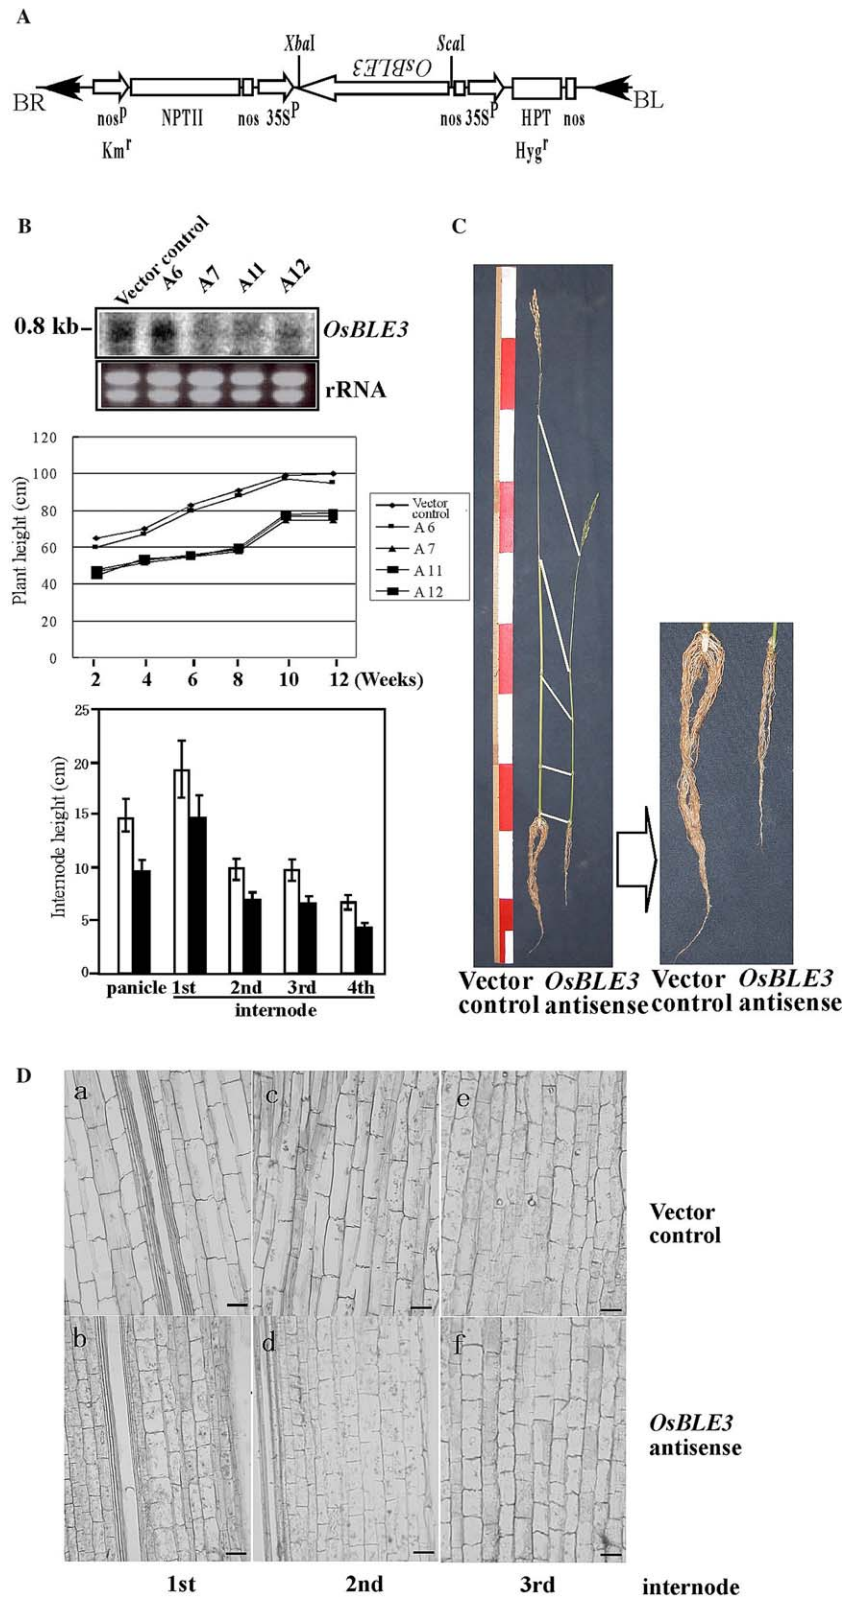 A
XbaI
ScaI
OsBLE3
BR
BL
nosP
NPTII
nos 35SP
nos 35SP
HPT
nos
Kmr
Hygr
B
C
Vector control
A6
A7
A11
A12
0.8 kb
OsBLE3
rRNA
Plant height (cm)
120
100
80
60
40
20
0
2
4
6
8
10
12 (Weeks)
Vector
control
A 6
A 7
A 11
A 12
Internode height (cm)
25
20
15
10
5
0
panicle
1st
2nd
3rd
4th
internode
Vector OsBLE3
control antisense
Vector OsBLE3
control antisense
D
a
c
e
Vector
control
b
d
f
OsBLE3
antisense
1st
2nd
3rd
internode